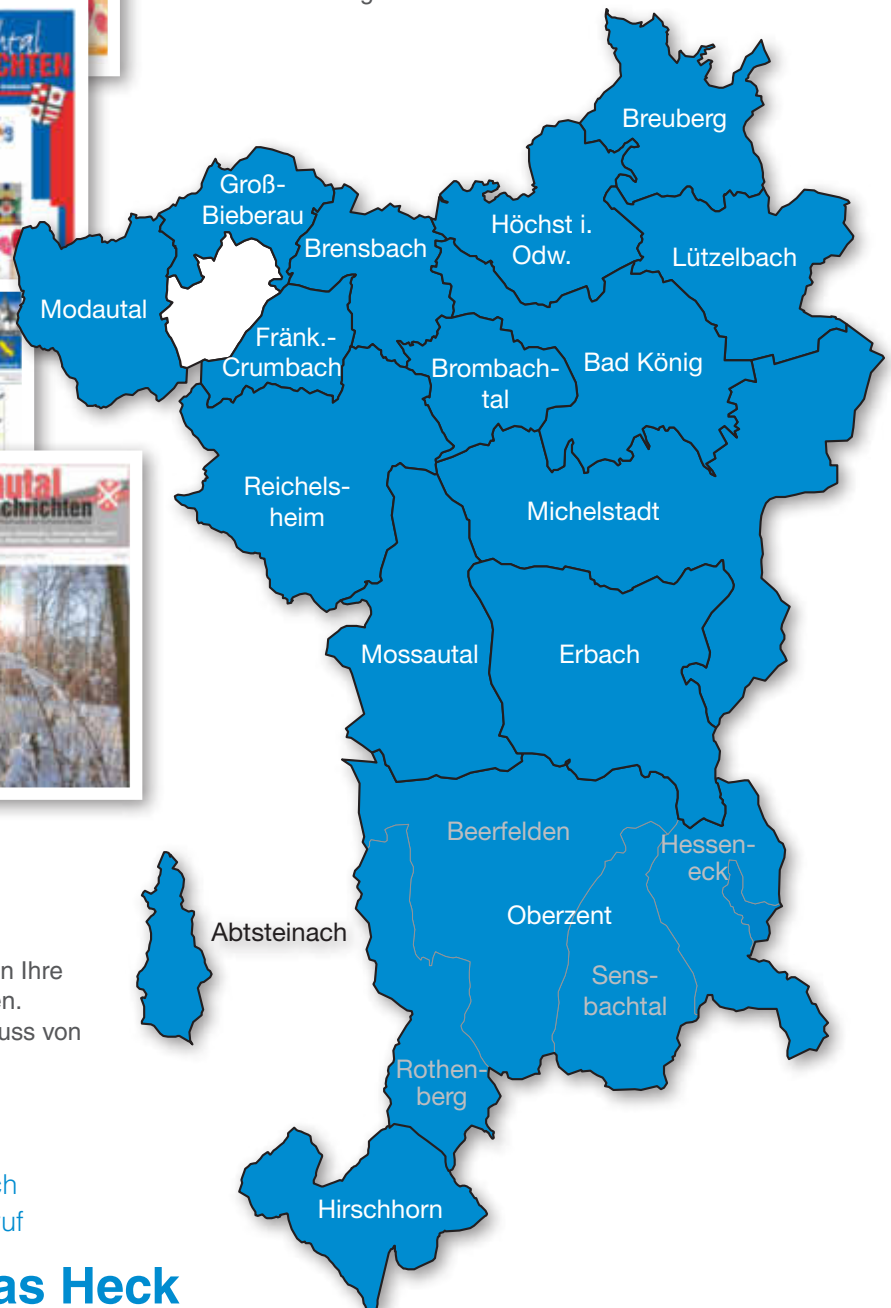 Breuberg
Groß-
Bieberau
Höchst i.
Odw.
Brensbach
Lützelbach
Modautal
Fränk.-
Crumbach
Brombach-
tal
Bad König
Reichels-
heim
Michelstadt
Mossautal
Erbach
Beerfelden
Hessen-
eck
Oberzent
Abtsteinach
Sens-
bachtal
Rothen-
berg
Hirschhorn
n Ihre
en.
uss von
ch
uf
as Heck